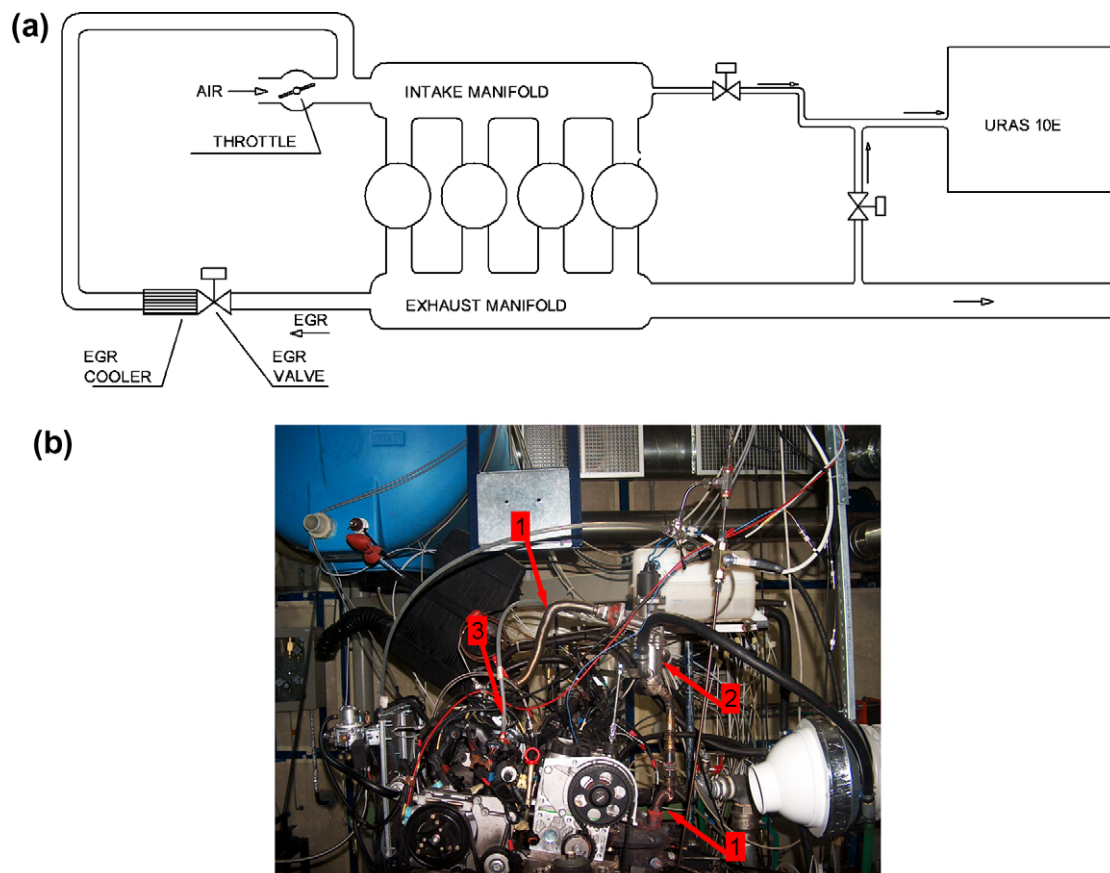 (a)
AIR
THROTTLE
INTAKE MANIFOLD
URAS 10E
EXHAUST MANIFOLD
EGR
EGR
COOLER
EGR
VALVE
(b)
1
3
2
1